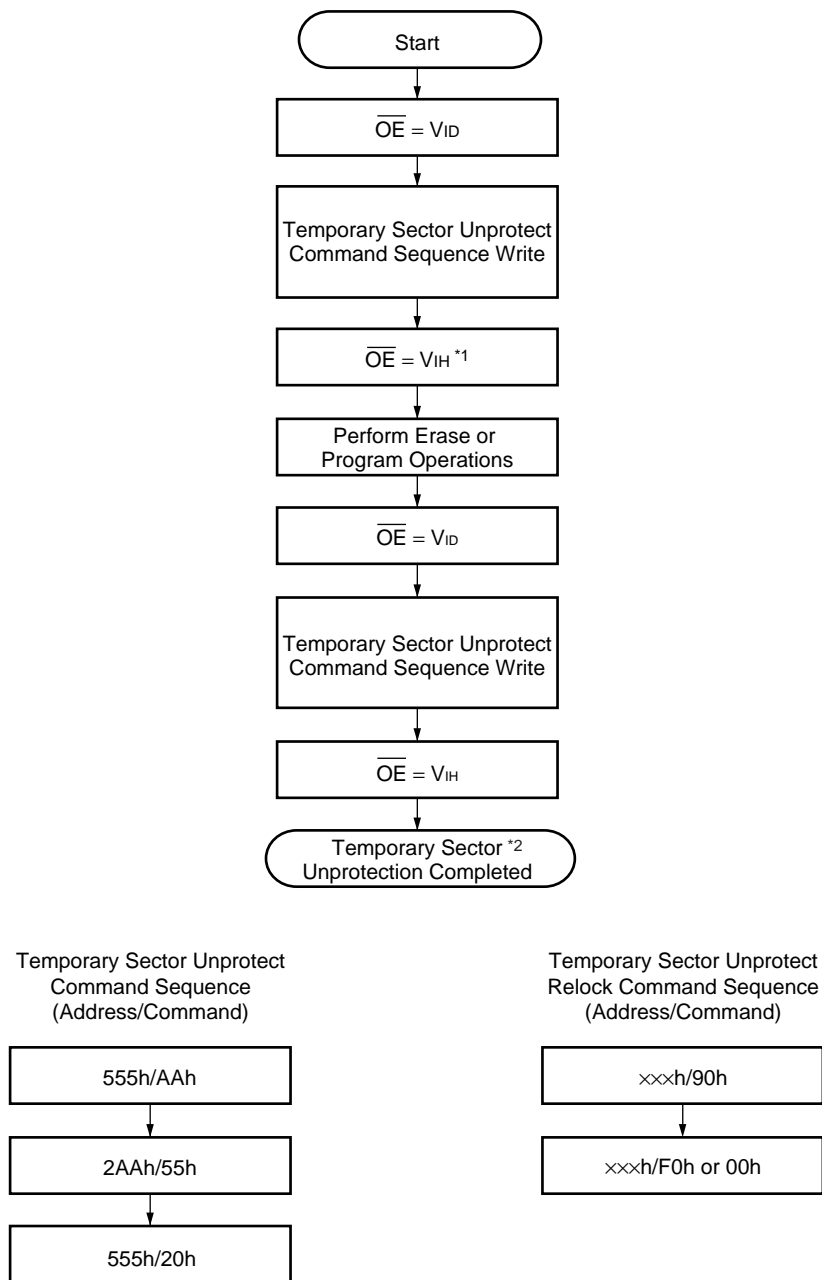 Start
OE = VID
Temporary Sector Unprotect
Command Sequence Write
OE = VIH *1
Perform Erase or
Program Operations
OE = VID
Temporary Sector Unprotect
Command Sequence Write
OE = VIH
Temporary Sector *2
Unprotection Completed
Temporary Sector Unprotect
Command Sequence
(Address/Command)
555h/AAh
2AAh/55h
555h/20h
Temporary Sector Unprotect
Relock Command Sequence
(Address/Command)
×××h/90h
×××h/F0h or 00h